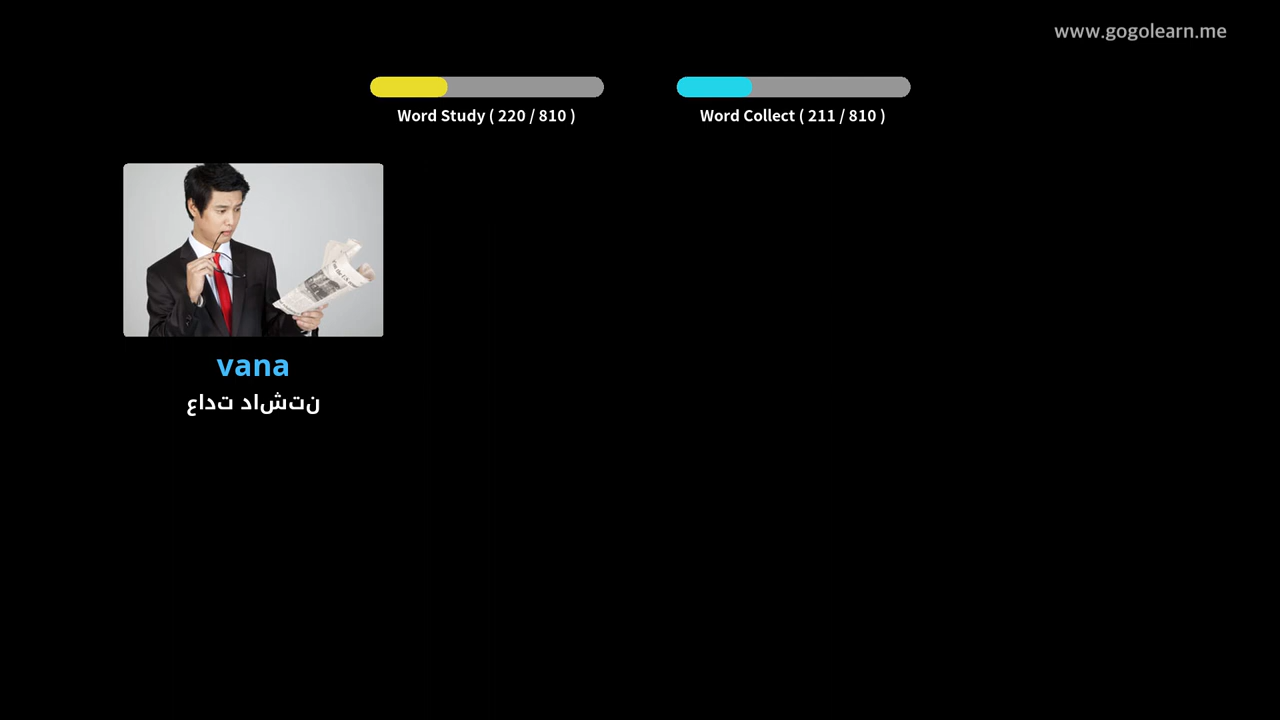 www.gogolearn.me
Word Study ( 220 / 810 )
Word Collect ( 211 / 810 )
vana
عادت داشتن